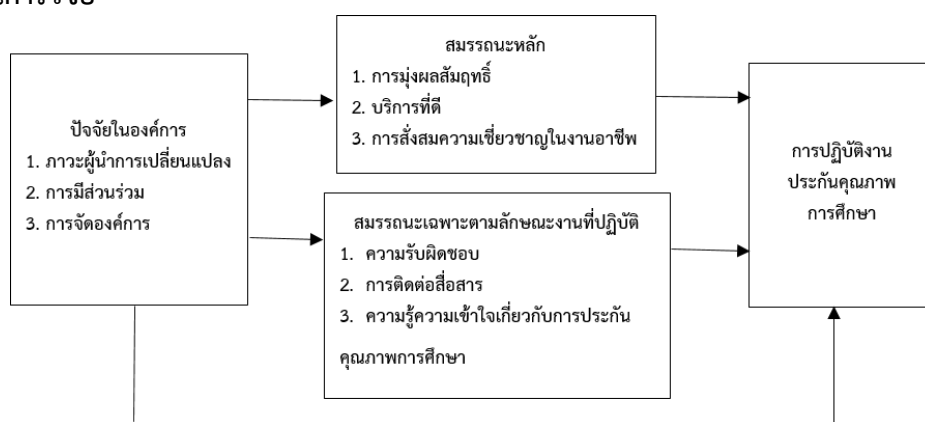 สมรรถนะหลัก
1. การมุ่งผลสัมฤทธิ์
2. บริการที่ดี
3. การสั่งสมความเชี่ยวชาญในงานอาชีพ
ปัจจัยในองค์การ
1. ภาวะผู้นำการเปลี่ยนแปลง
2. การมีส่วนร่วม
3. การจัดองค์การ
สมรรถนะเฉพาะตามลักษณะงานที่ปฏิบัติ
1. ความรับผิดชอบ
2. การติดต่อสื่อสาร
3. ความรู้ความเข้าใจเกี่ยวกับการประกัน
คุณภาพการศึกษา
การปฏิบัติงาน
ประกันคุณภาพ
การศึกษา